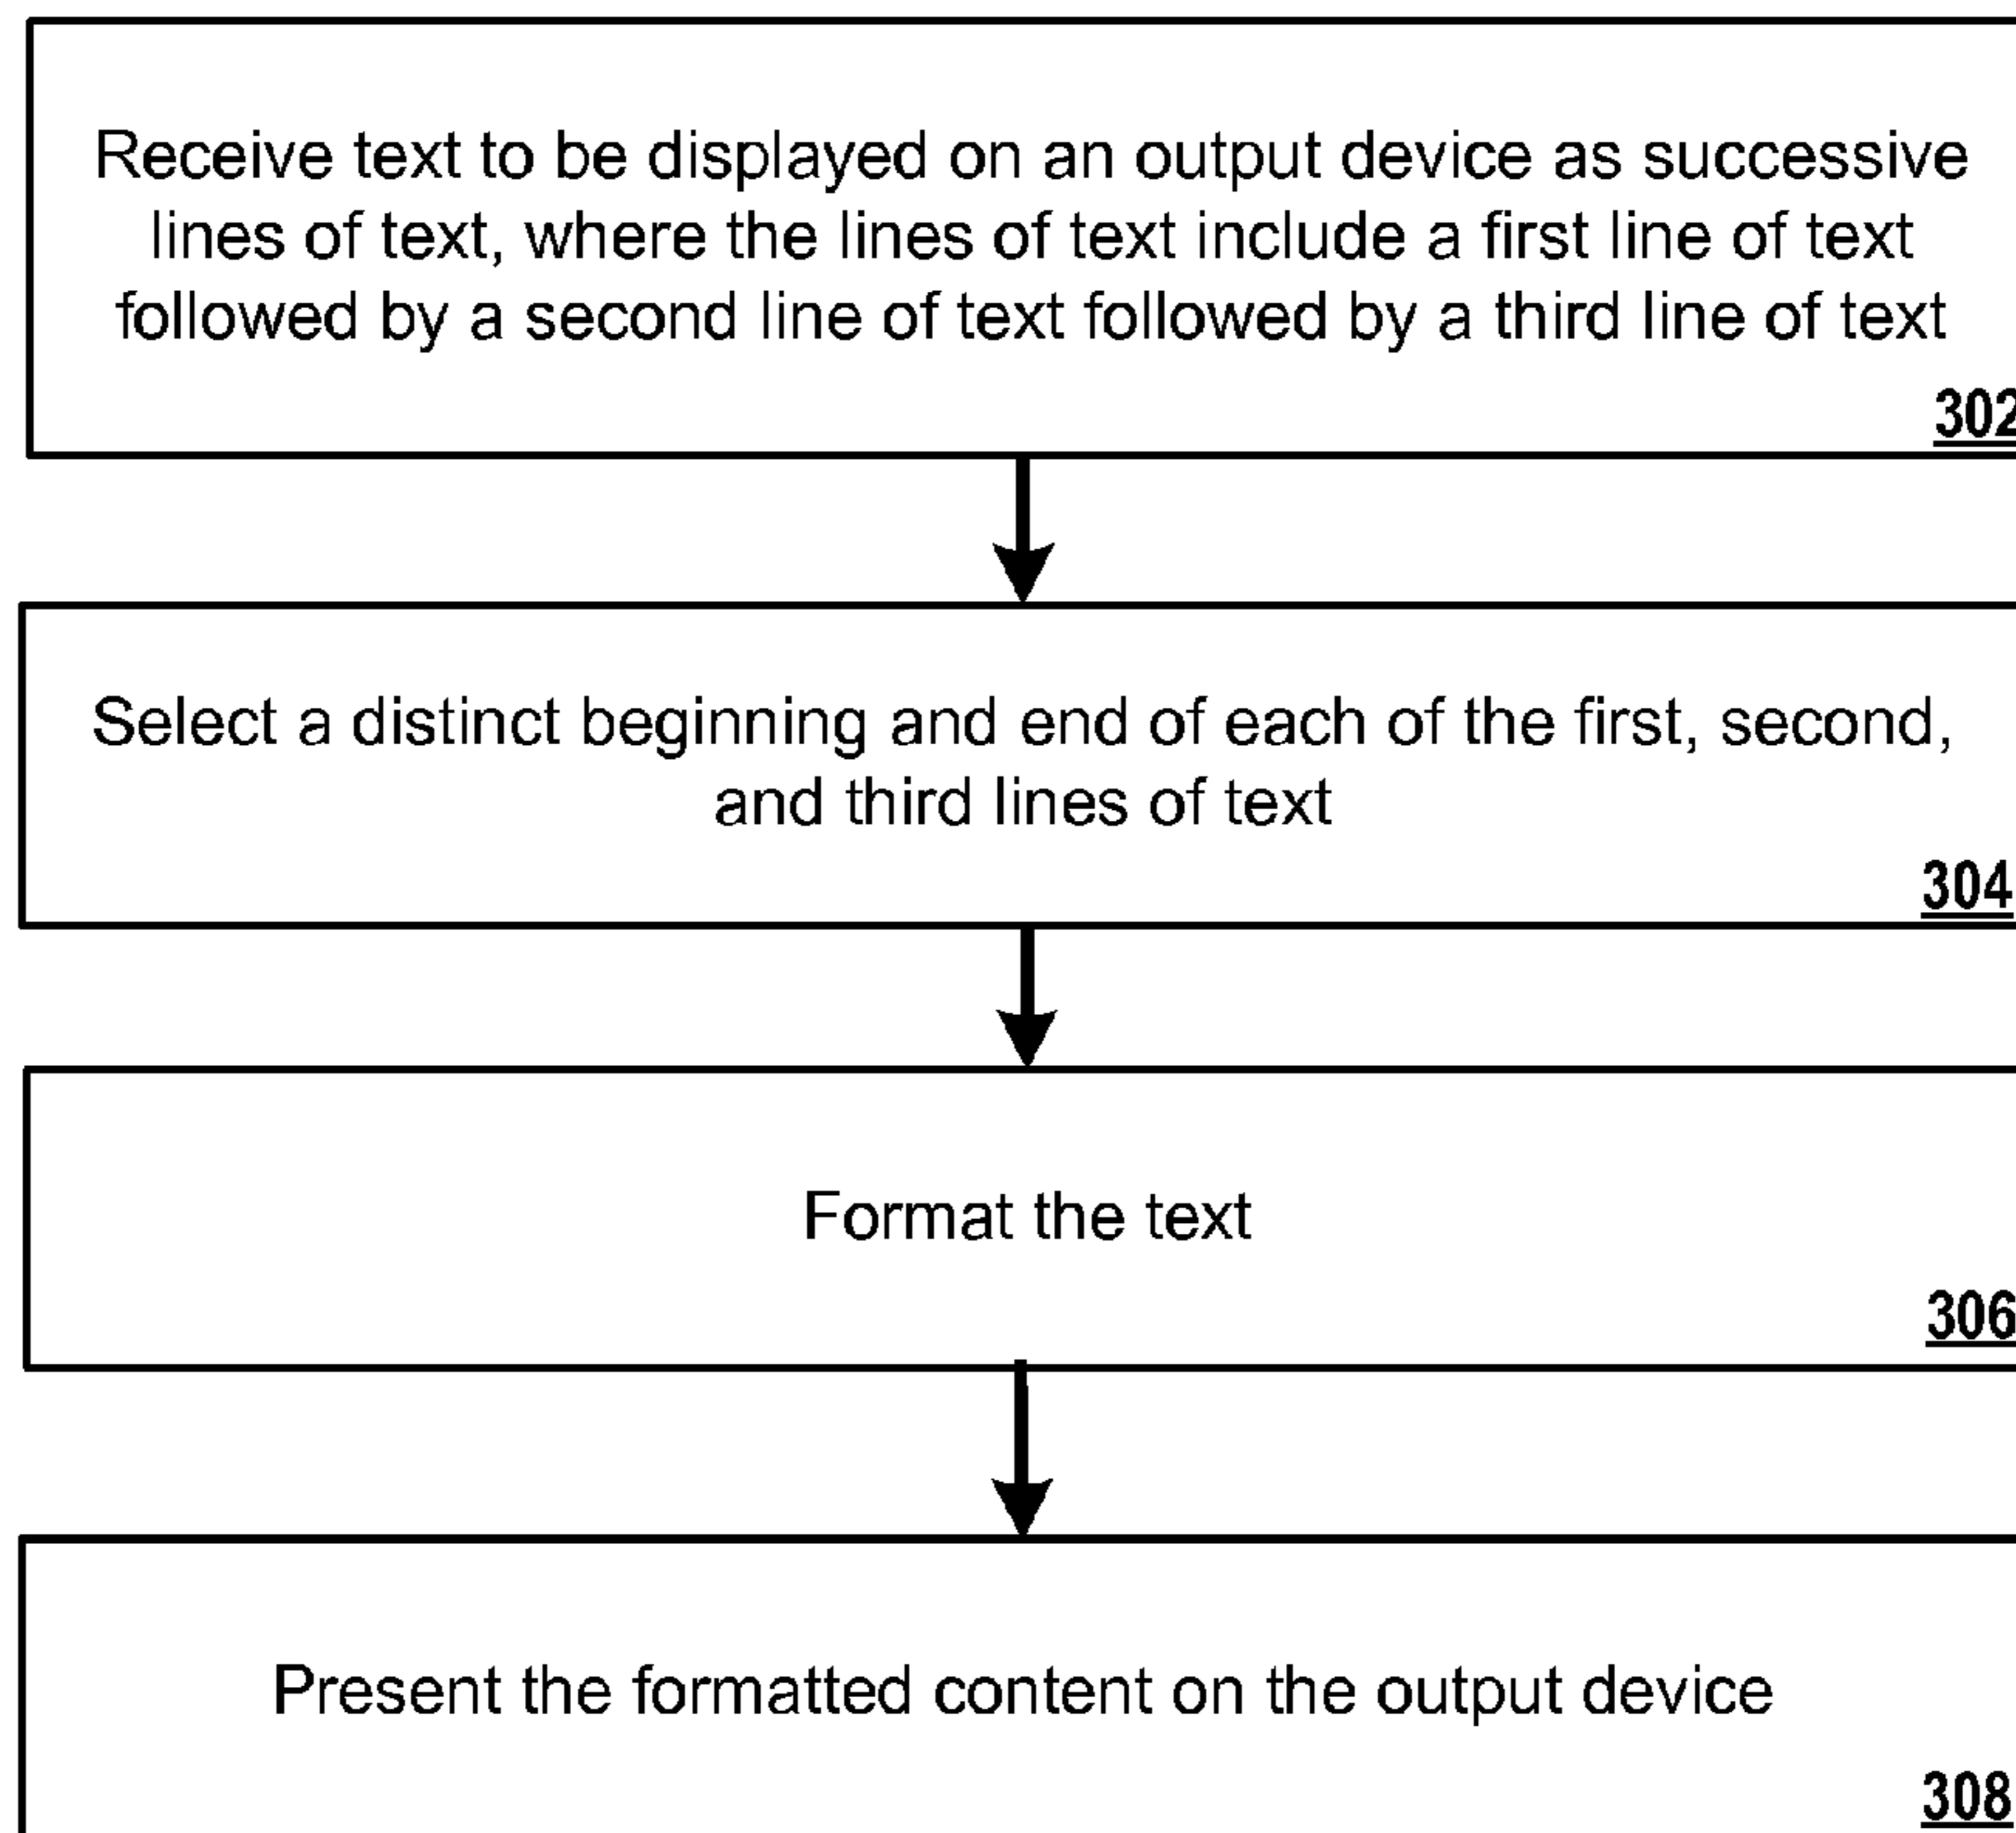 Receive text to be displayed on an output device as successive
lines of text, where the lines of text include a first line of text
followed by a second line of text followed by a third line of text
302
Select a distinct beginning and end of each of the first, second,
and third lines of text
304
Format the text
306
Present the formatted content on the output device
308